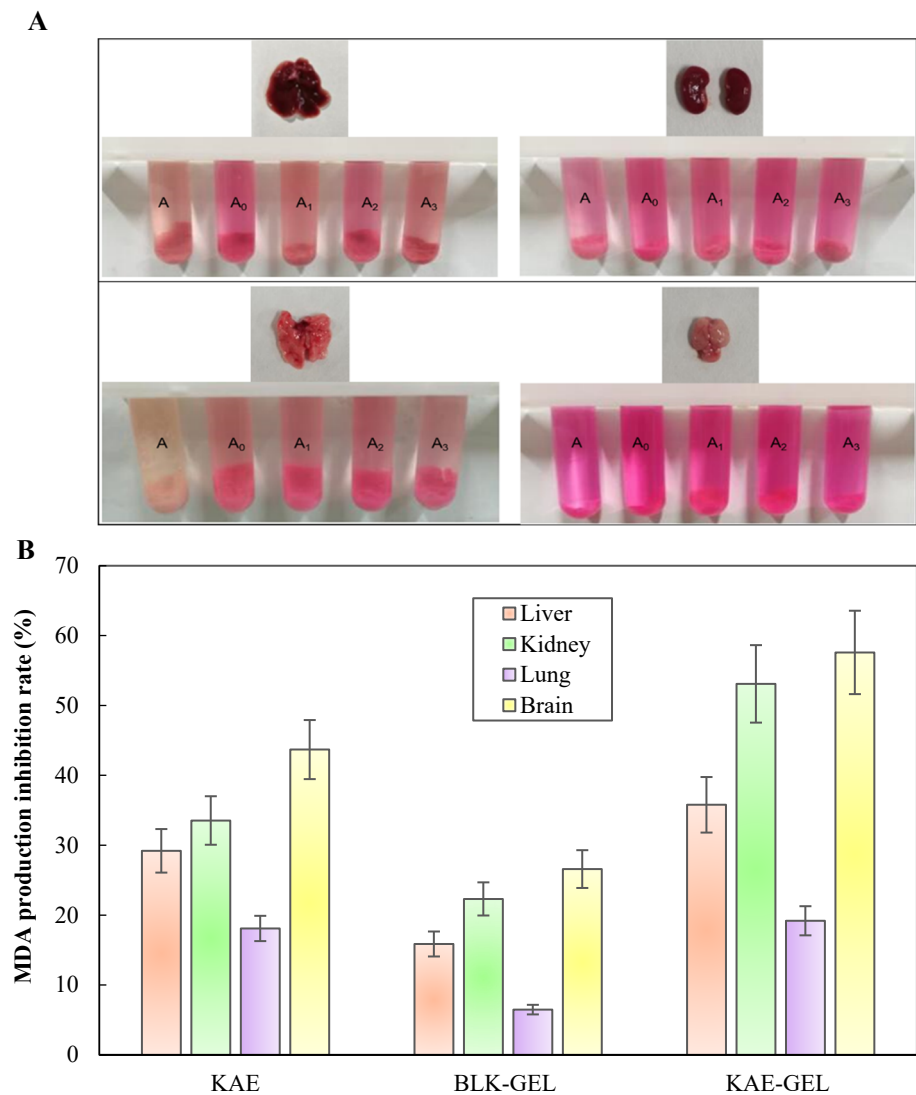 A
A A₀ A₁ A₂ A₃
A A₀ A₁ A₂ A₃
A A₀ A₁ A₂ A₃
A A₀ A₁ A₂ A₃
B
MDA production inhibition rate (%)
70
60
50
40
30
20
10
0
Liver
Kidney
Lung
Brain
KAE BLK-GEL KAE-GEL